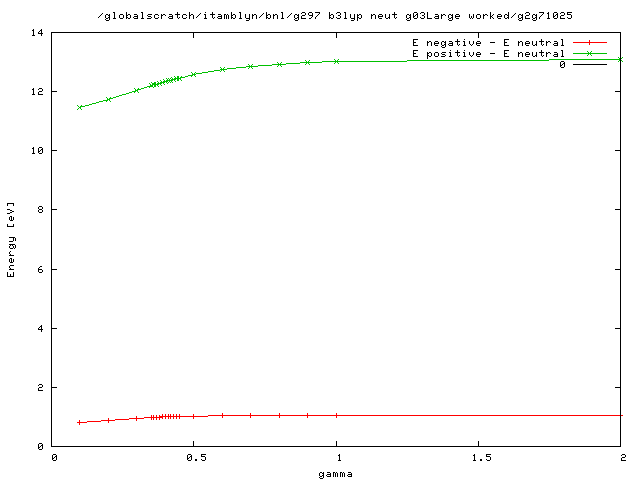 /globalscratch/itamblyn/bnl/g297 b3lyp neut g03Large worked/g2g71025
E negative - E neutral
E positive - E neutral
0
14
12
10
8
6
4
2
0
Energy [eV]
0 0.5 1 1.5 2
gamma